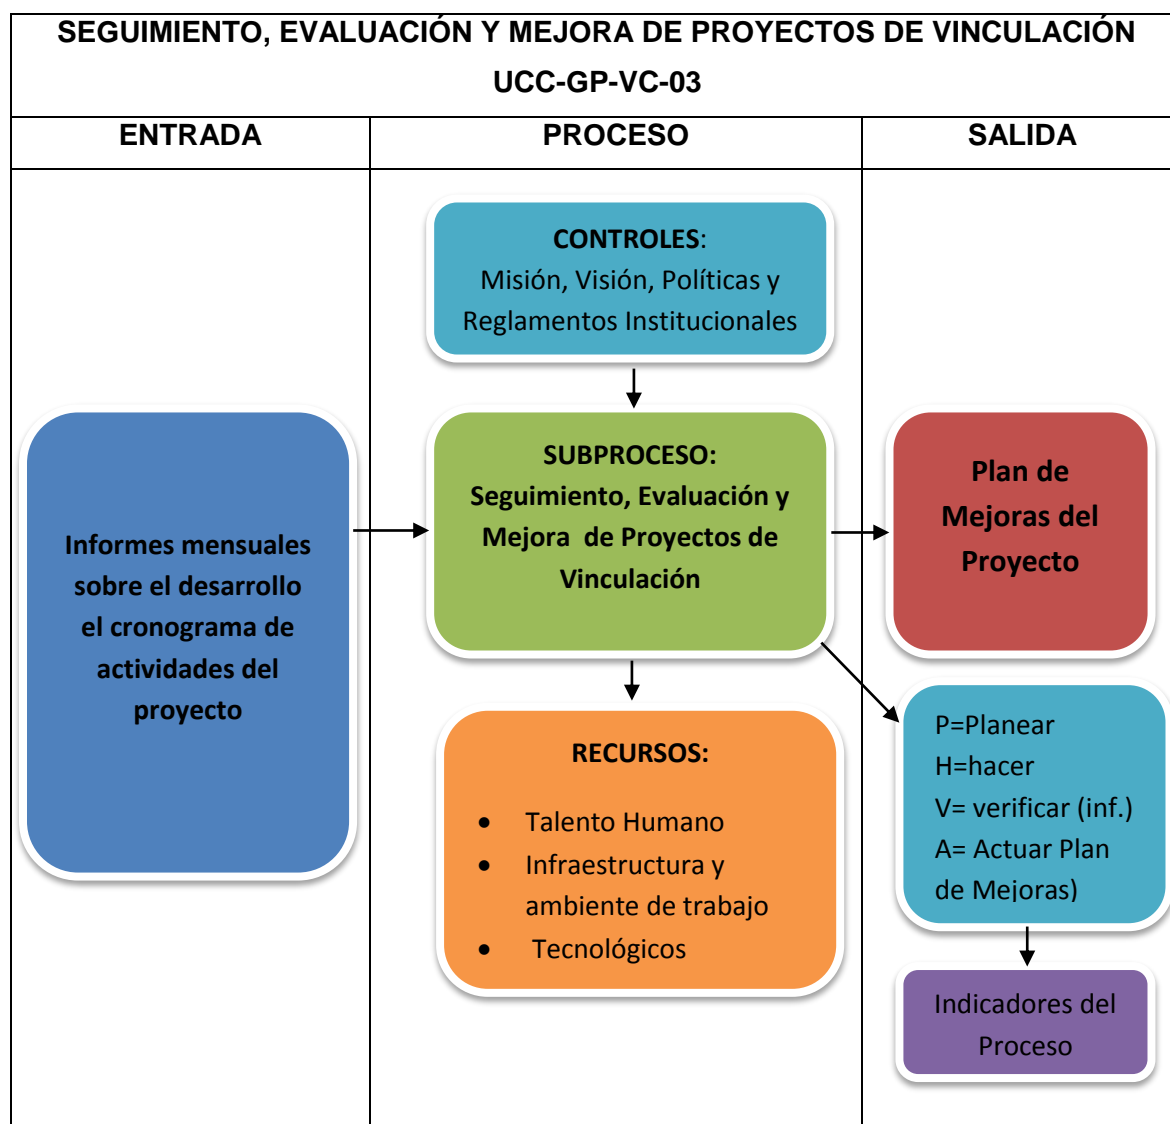 SEGUIMIENTO, EVALUACIÓN Y MEJORA DE PROYECTOS DE VINCULACIÓN
UCC-GP-VC-03
ENTRADA
PROCESO
SALIDA
Informes mensuales
sobre el desarrollo
el cronograma de
actividades del
proyecto
CONTROLES:
Misión, Visión, Políticas y
Reglamentos Institucionales
SUBPROCESO:
Seguimiento, Evaluación y
Mejora de Proyectos de
Vinculación
RECURSOS:
• Talento Humano
• Infraestructura y
ambiente de trabajo
• Tecnológicos
Plan de
Mejoras del
Proyecto
P=Planear
H=hacer
V= verificar (inf.)
A= Actuar Plan
de Mejoras)
Indicadores del
Proceso